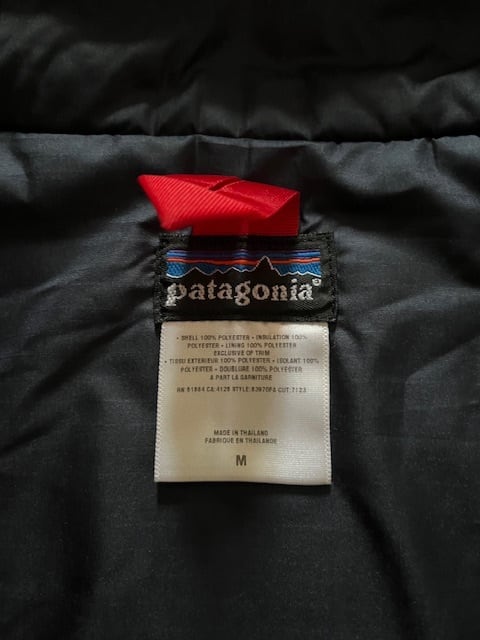 patagonia®
• SHELL 100% POLYESTER • INSULATION 100%
POLYESTER • LINING 100% POLYESTER
EXCLUSIVE OF TRIM
• TISSU EXTERIEUR 100% POLYESTER • ISOLANT 100%
POLYESTER • DOUBLURE 100% POLYESTER
A PART LA GARNITURE
RN 51884 CA 4125 STYLE: 83970FA CUT: 7123
MADE IN THAILAND
FABRIQUE EN THAILANDE
M